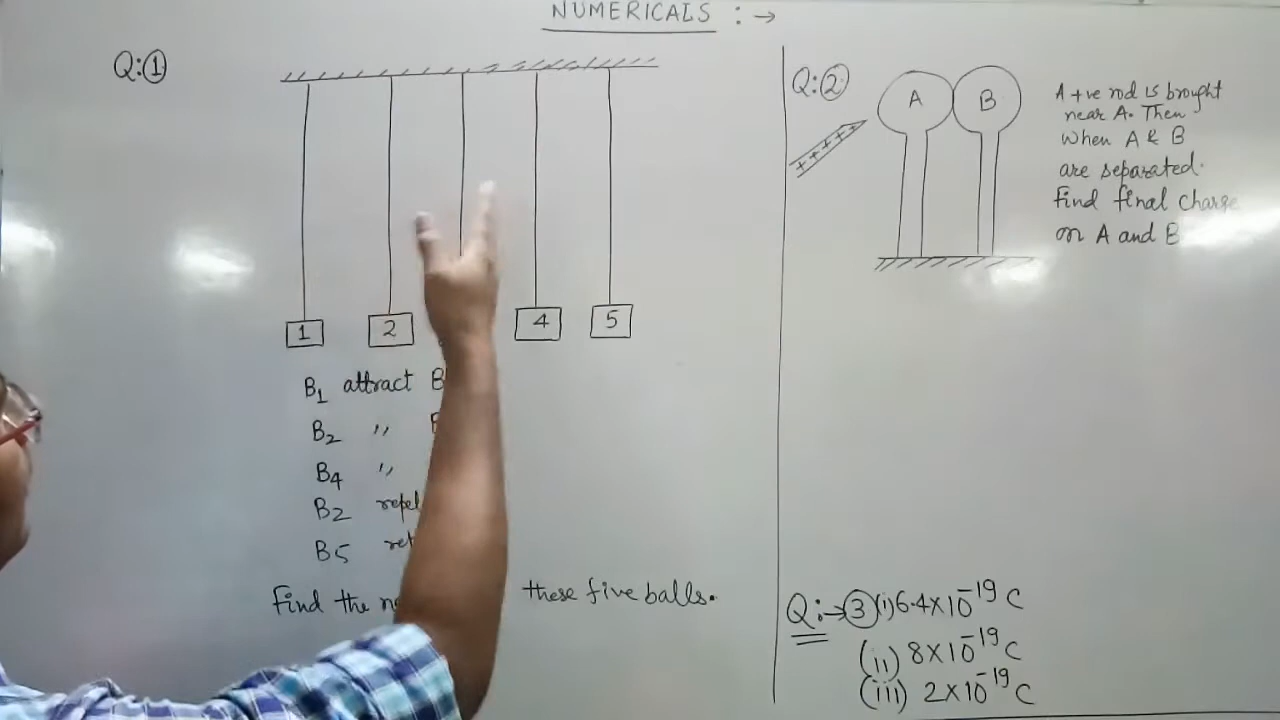 NUMERICALS : →
Q:①
1
2
4
5
B₁ attract B
B₂ "
B₄ "
B₂ repel
B5
Find the
these five balls.
Q:②
A
B
+++++
A +ve rod is brought
near A. Then
when A & B
are separated.
Find final charge
on A and B
Q:→③(i) 6.4×10⁻¹⁹ C
(ii) 8×10⁻¹⁹ C
(iii) 2×10⁻¹⁹ C